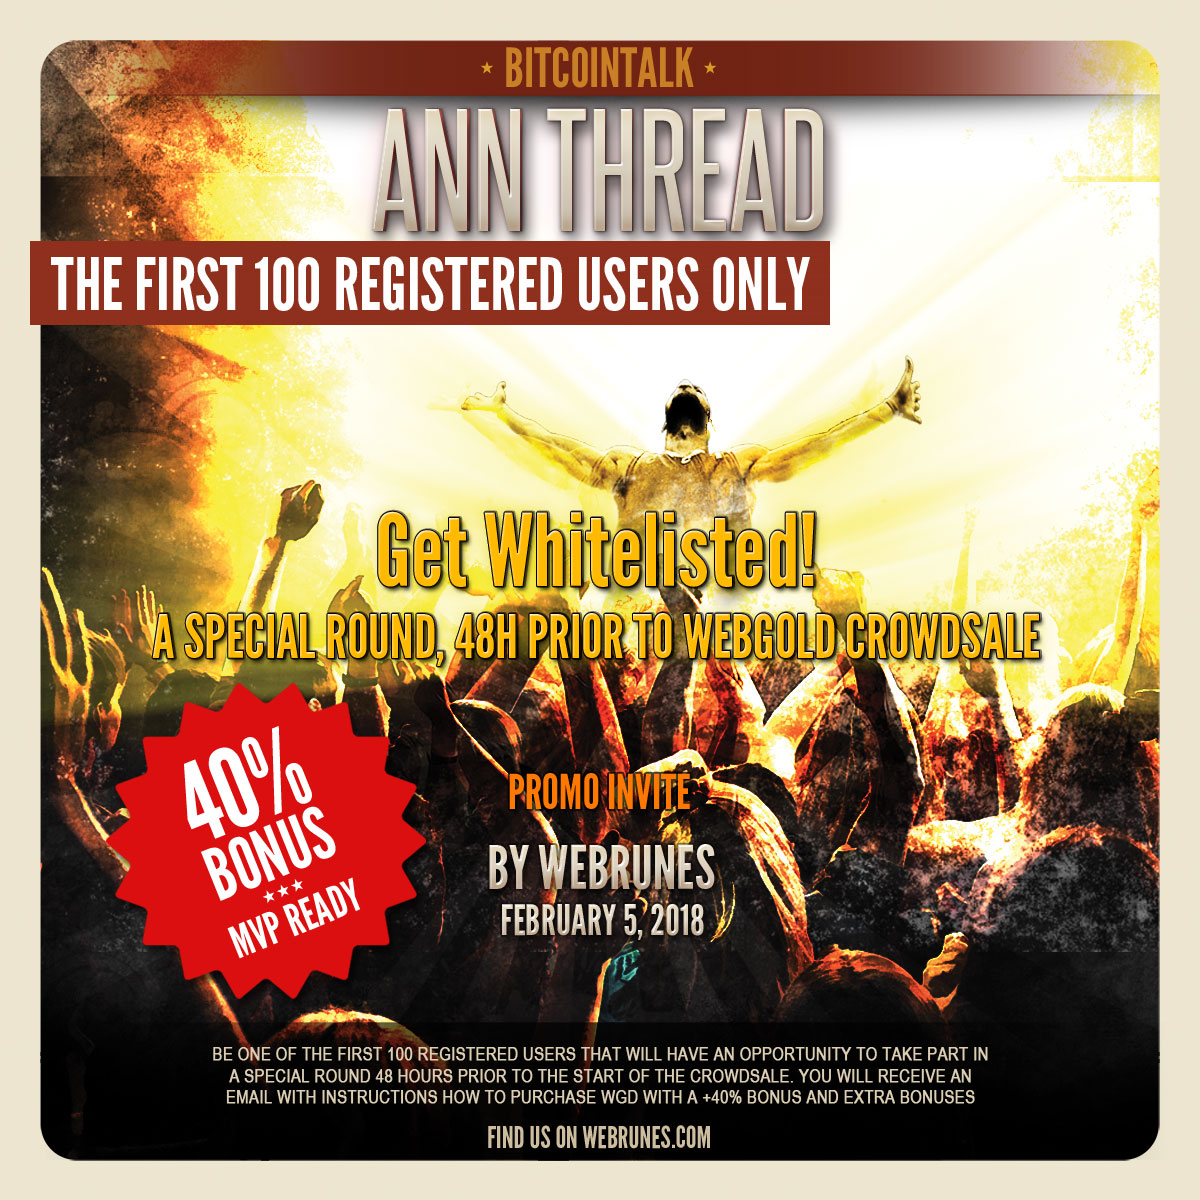 BITCOINTALK
ANN THREAD
THE FIRST 100 REGISTERED USERS ONLY
Get Whitelisted!
A SPECIAL ROUND, 48H PRIOR TO WEBGOLD CROWDSALE
40%
BONUS
MVP READY
PROMO INVITE
BY WEBRUNES
FEBRUARY 5, 2018
BE ONE OF THE FIRST 100 REGISTERED USERS THAT WILL HAVE AN OPPORTUNITY TO TAKE PART IN
A SPECIAL ROUND 48 HOURS PRIOR TO THE START OF THE CROWDSALE. YOU WILL RECEIVE AN
EMAIL WITH INSTRUCTIONS HOW TO PURCHASE WGD WITH A +40% BONUS AND EXTRA BONUSES
FIND US ON WEBRUNES.COM